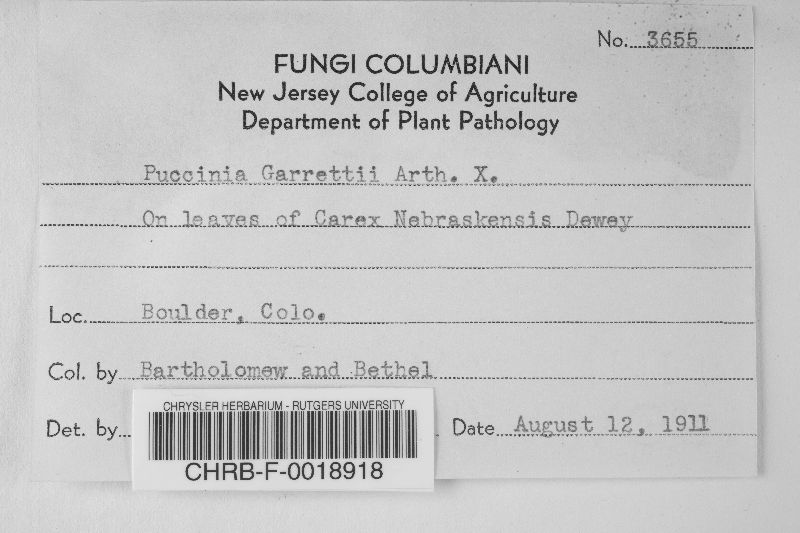 No. 3655
FUNGI COLUMBIANI
New Jersey College of Agriculture
Department of Plant Pathology
Puccinia Garrettii Arth. X.
On leaves of Carex Nebraskensis Dewey
Loc. Boulder, Colo.
Col. by Bartholomew and Bethel
Det. by
Date August 12, 1911
CHRYSLER HERBARIUM - RUTGERS UNIVERSITY
CHRB-F-0018918